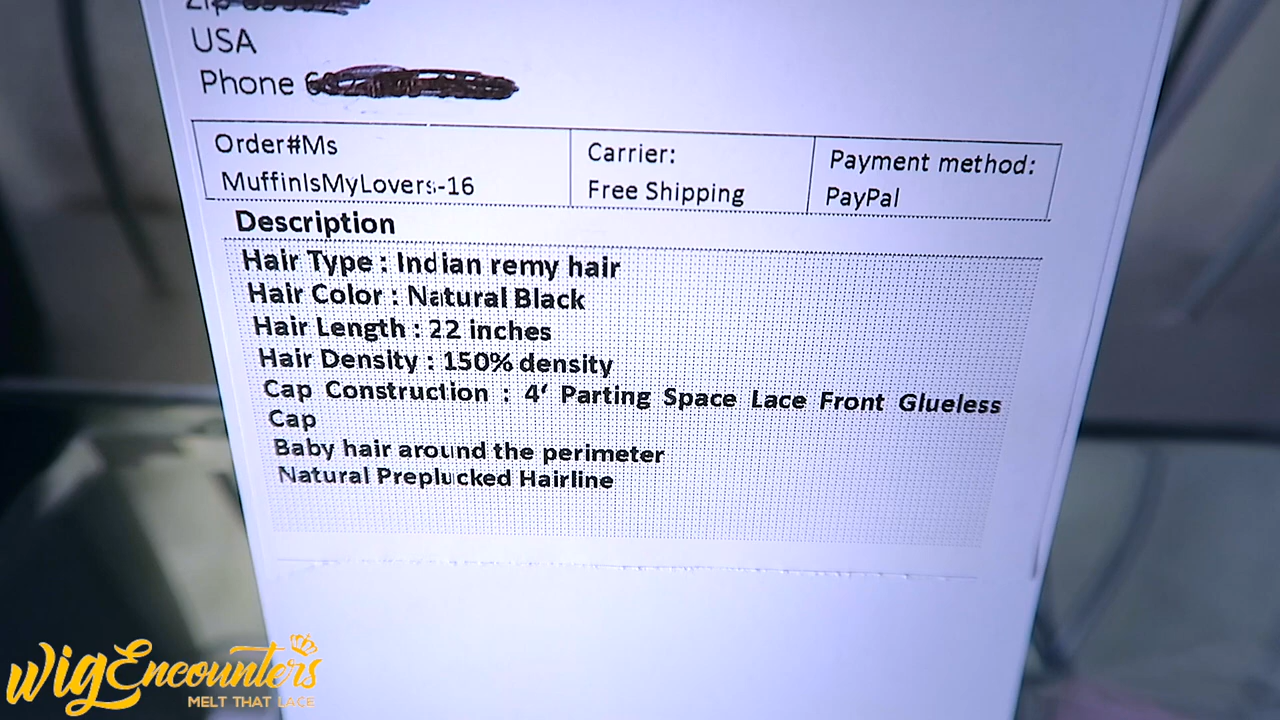 Zip
USA
Phone
Order#Ms
MuffinIsMyLovers-16
Carrier:
Free Shipping
Payment method:
PayPal
Description
Hair Type : Indian remy hair
Hair Color : Natural Black
Hair Length : 22 inches
Hair Density : 150% density
Cap Construction : 4‘ Parting Space Lace Front Glueless
Cap
Baby hair around the perimeter
Natural Preplucked Hairline
WigEncounters
MELT THAT LACE